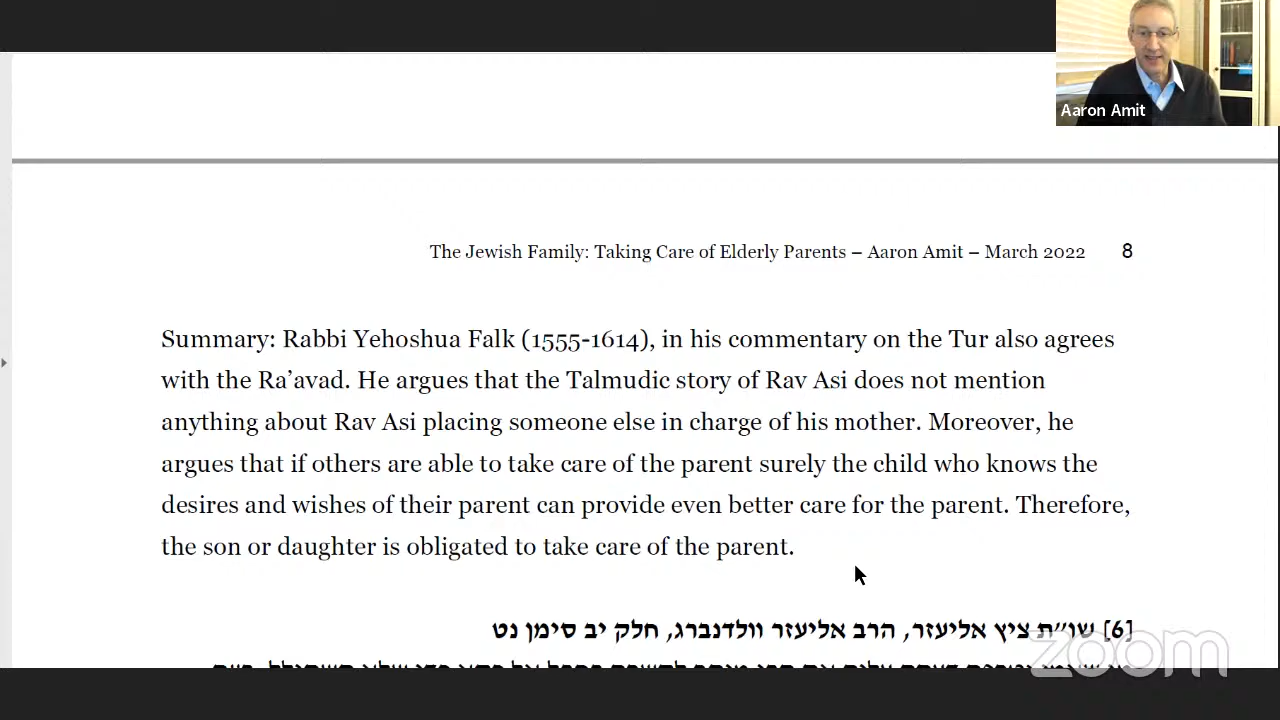 Aaron Amit
The Jewish Family: Taking Care of Elderly Parents – Aaron Amit – March 2022 8
Summary: Rabbi Yehoshua Falk (1555-1614), in his commentary on the Tur also agrees
with the Ra’avad. He argues that the Talmudic story of Rav Asi does not mention
anything about Rav Asi placing someone else in charge of his mother. Moreover, he
argues that if others are able to take care of the parent surely the child who knows the
desires and wishes of their parent can provide even better care for the parent. Therefore,
the son or daughter is obligated to take care of the parent.
[6] שו״ת ציץ אליעזר, הרב אליעזר וולדנברג, חלק יב סימן נט
zoom